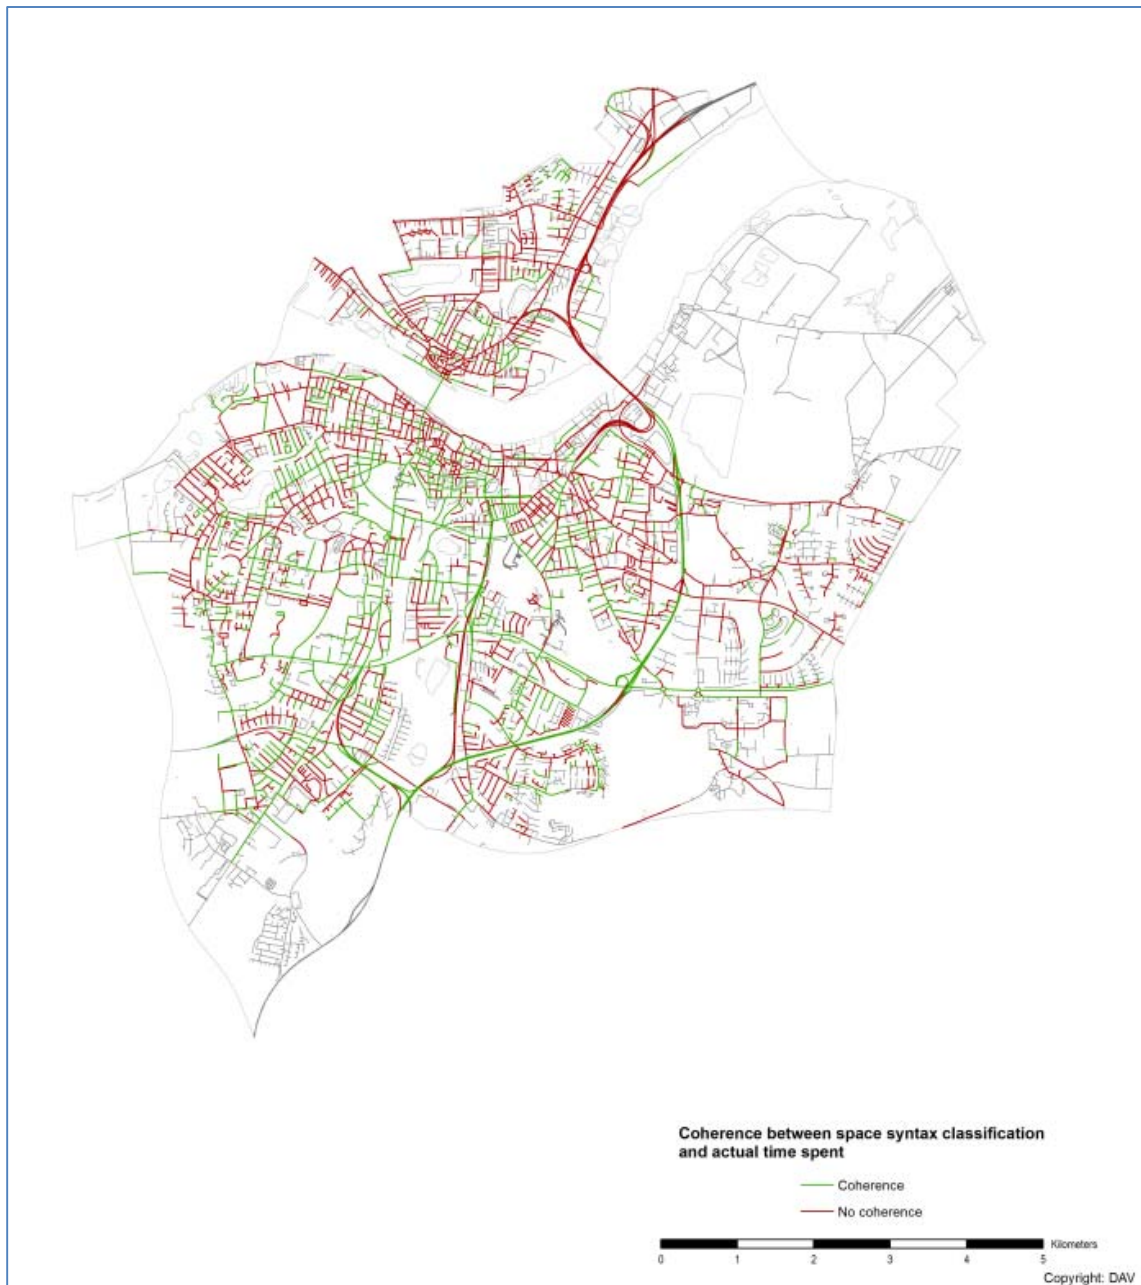 Coherence between space syntax classification
and actual time spent
Coherence
No coherence
Kilometers
0 1 2 3 4 5
Copyright: DAV